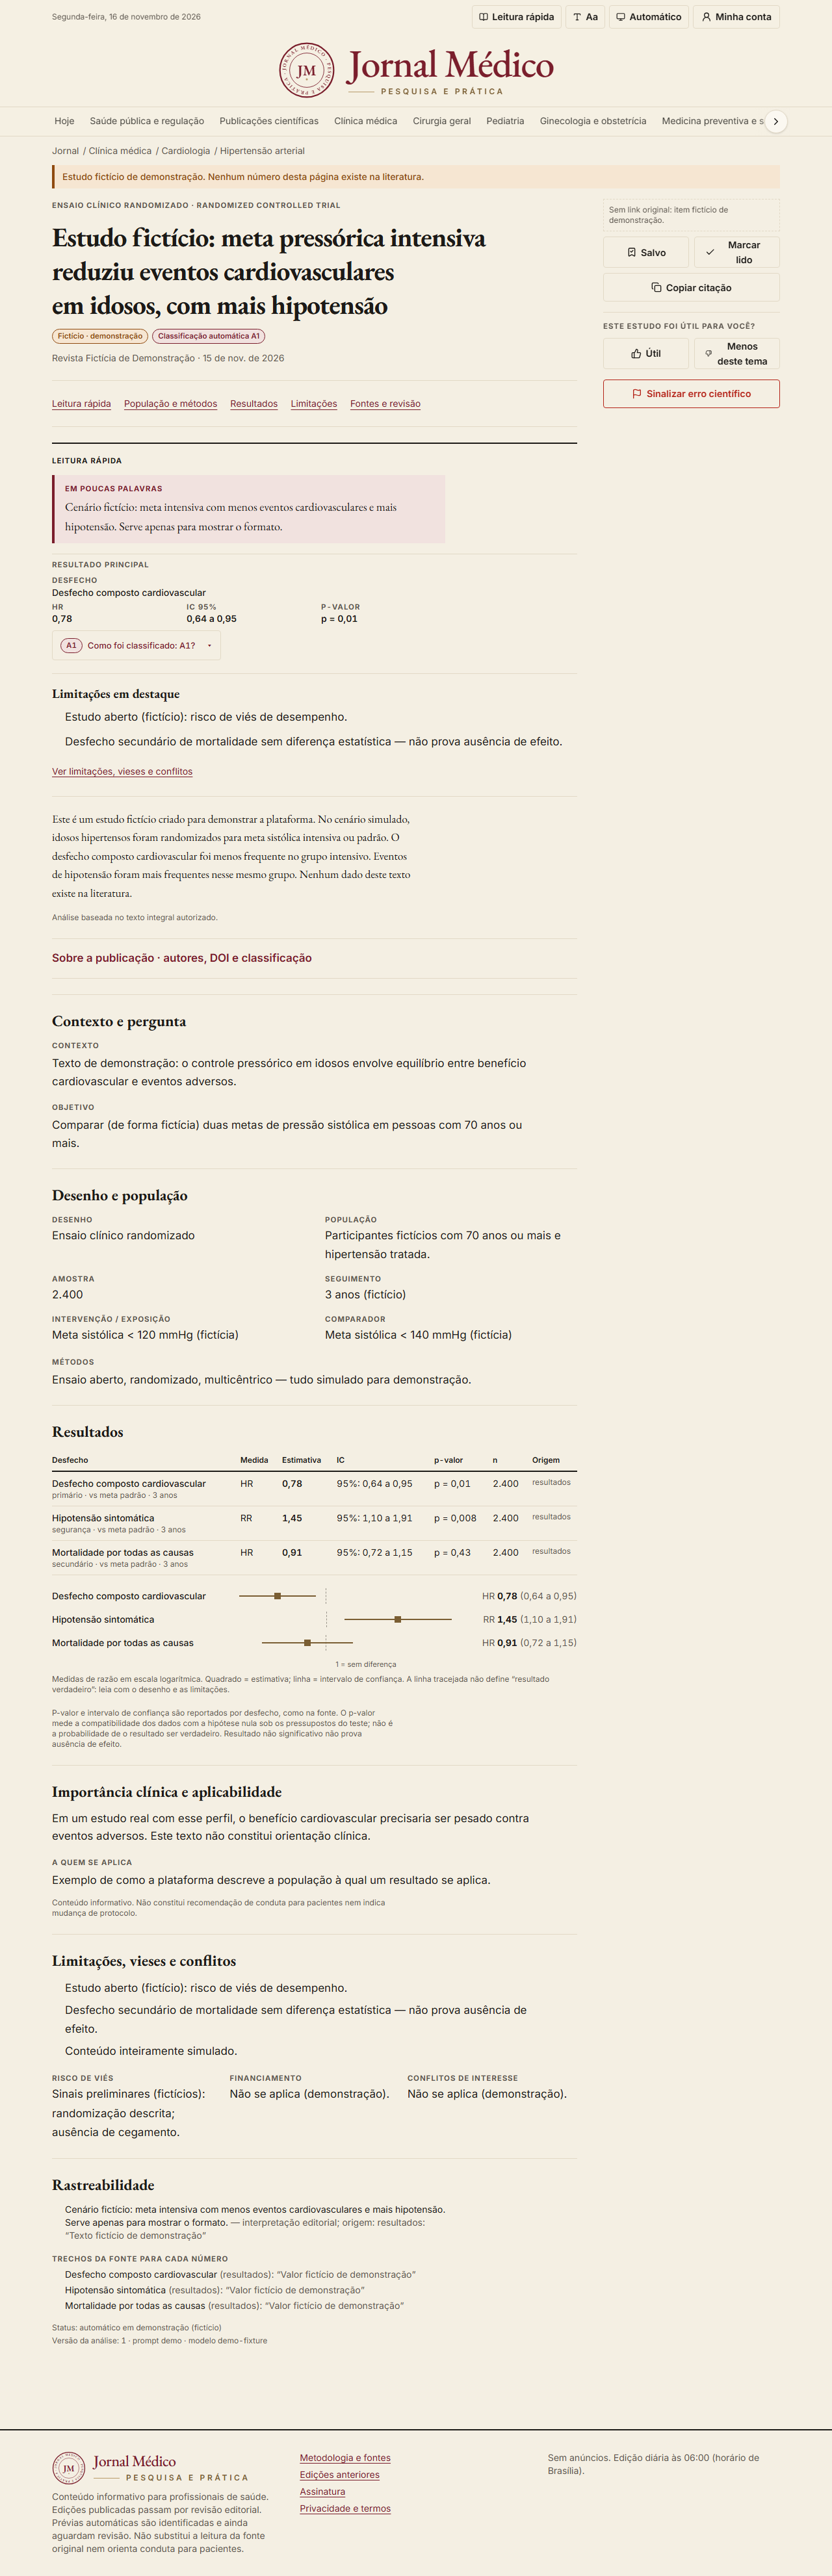 Segunda-feira, 16 de novembro de 2026
Leitura rápida
Aa
Automático
Minha conta
JORNAL MÉDICO · PESQUISA E PRÁTICA
JM
Jornal Médico
PESQUISA E PRÁTICA
Hoje
Saúde pública e regulação
Publicações científicas
Clínica médica
Cirurgia geral
Pediatria
Ginecologia e obstetrícia
Medicina preventiva e s
Jornal / Clínica médica / Cardiologia / Hipertensão arterial
Estudo fictício de demonstração. Nenhum número desta página existe na literatura.
ENSAIO CLÍNICO RANDOMIZADO · RANDOMIZED CONTROLLED TRIAL
Estudo fictício: meta pressórica intensiva
reduziu eventos cardiovasculares
em idosos, com mais hipotensão
Fictício · demonstração
Classificação automática A1
Revista Fictícia de Demonstração · 15 de nov. de 2026
Sem link original: item fictício de
demonstração.
Salvo
Marcar
lido
Copiar citação
ESTE ESTUDO FOI ÚTIL PARA VOCÊ?
Útil
Menos
deste tema
Sinalizar erro científico
Leitura rápida
População e métodos
Resultados
Limitações
Fontes e revisão
LEITURA RÁPIDA
EM POUCAS PALAVRAS
Cenário fictício: meta intensiva com menos eventos cardiovasculares e mais
hipotensão. Serve apenas para mostrar o formato.
RESULTADO PRINCIPAL
DESFECHO
Desfecho composto cardiovascular
HR
IC 95%
P-VALOR
0,78
0,64 a 0,95
p = 0,01
A1 Como foi classificado: A1?
Limitações em destaque
Estudo aberto (fictício): risco de viés de desempenho.
Desfecho secundário de mortalidade sem diferença estatística — não prova ausência de efeito.
Ver limitações, vieses e conflitos
Este é um estudo fictício criado para demonstrar a plataforma. No cenário simulado,
idosos hipertensos foram randomizados para meta sistólica intensiva ou padrão. O
desfecho composto cardiovascular foi menos frequente no grupo intensivo. Eventos
de hipotensão foram mais frequentes nesse mesmo grupo. Nenhum dado deste texto
existe na literatura.
Análise baseada no texto integral autorizado.
Sobre a publicação · autores, DOI e classificação
Contexto e pergunta
CONTEXTO
Texto de demonstração: o controle pressórico em idosos envolve equilíbrio entre benefício
cardiovascular e eventos adversos.
OBJETIVO
Comparar (de forma fictícia) duas metas de pressão sistólica em pessoas com 70 anos ou
mais.
Desenho e população
DESENHO
Ensaio clínico randomizado
POPULAÇÃO
Participantes fictícios com 70 anos ou mais e
hipertensão tratada.
AMOSTRA
2.400
SEGUIMENTO
3 anos (fictício)
INTERVENÇÃO / EXPOSIÇÃO
Meta sistólica < 120 mmHg (fictícia)
COMPARADOR
Meta sistólica < 140 mmHg (fictícia)
MÉTODOS
Ensaio aberto, randomizado, multicêntrico — tudo simulado para demonstração.
Resultados
Desfecho Medida Estimativa IC p-valor n Origem
Desfecho composto cardiovascular HR 0,78 95%: 0,64 a 0,95 p = 0,01 2.400 resultados
primário · vs meta padrão · 3 anos
Hipotensão sintomática RR 1,45 95%: 1,10 a 1,91 p = 0,008 2.400 resultados
segurança · vs meta padrão · 3 anos
Mortalidade por todas as causas HR 0,91 95%: 0,72 a 1,15 p = 0,43 2.400 resultados
secundário · vs meta padrão · 3 anos
Desfecho composto cardiovascular HR 0,78 (0,64 a 0,95)
Hipotensão sintomática RR 1,45 (1,10 a 1,91)
Mortalidade por todas as causas HR 0,91 (0,72 a 1,15)
1 = sem diferença
Medidas de razão em escala logarítmica. Quadrado = estimativa; linha = intervalo de confiança. A linha tracejada não define “resultado
verdadeiro”: leia com o desenho e as limitações.
P-valor e intervalo de confiança são reportados por desfecho, como na fonte. O p-valor
mede a compatibilidade dos dados com a hipótese nula sob os pressupostos do teste; não é
a probabilidade de o resultado ser verdadeiro. Resultado não significativo não prova
ausência de efeito.
Importância clínica e aplicabilidade
Em um estudo real com esse perfil, o benefício cardiovascular precisaria ser pesado contra
eventos adversos. Este texto não constitui orientação clínica.
A QUEM SE APLICA
Exemplo de como a plataforma descreve a população à qual um resultado se aplica.
Conteúdo informativo. Não constitui recomendação de conduta para pacientes nem indica
mudança de protocolo.
Limitações, vieses e conflitos
Estudo aberto (fictício): risco de viés de desempenho.
Desfecho secundário de mortalidade sem diferença estatística — não prova ausência de
efeito.
Conteúdo inteiramente simulado.
RISCO DE VIÉS
Sinais preliminares (fictícios):
randomização descrita;
ausência de cegamento.
FINANCIAMENTO
Não se aplica (demonstração).
CONFLITOS DE INTERESSE
Não se aplica (demonstração).
Rastreabilidade
Cenário fictício: meta intensiva com menos eventos cardiovasculares e mais hipotensão.
Serve apenas para mostrar o formato. — interpretação editorial; origem: resultados:
“Texto fictício de demonstração”
TRECHOS DA FONTE PARA CADA NÚMERO
Desfecho composto cardiovascular (resultados): “Valor fictício de demonstração”
Hipotensão sintomática (resultados): “Valor fictício de demonstração”
Mortalidade por todas as causas (resultados): “Valor fictício de demonstração”
Status: automático em demonstração (fictício)
Versão da análise: 1 · prompt demo · modelo demo-fixture
JM
Jornal Médico
PESQUISA E PRÁTICA
Conteúdo informativo para profissionais de saúde.
Edições publicadas passam por revisão editorial.
Prévias automáticas são identificadas e ainda
aguardam revisão. Não substitui a leitura da fonte
original nem orienta conduta para pacientes.
Metodologia e fontes
Edições anteriores
Assinatura
Privacidade e termos
Sem anúncios. Edição diária às 06:00 (horário de
Brasília).